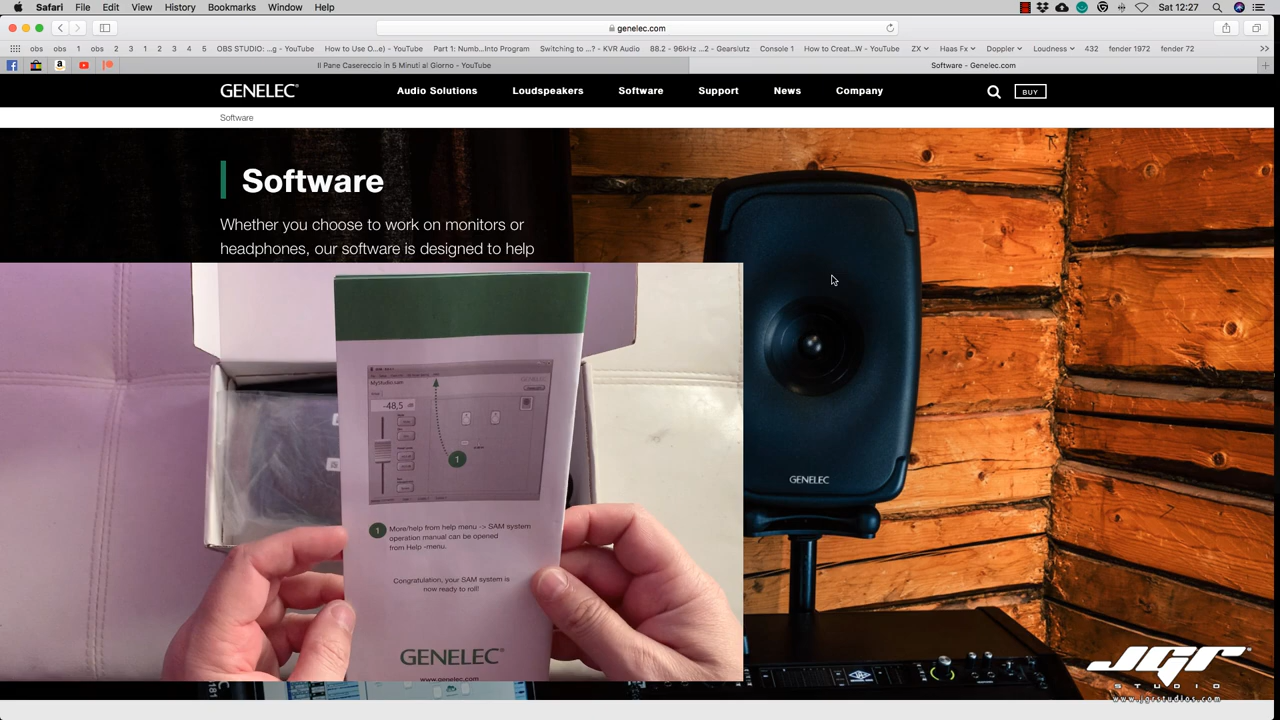 Safari File Edit View History Bookmarks Window Help
Sat 12:27
genelec.com
obs obs 1 obs 2 3 1 2 3 4 5 OBS STUDIO:...g - YouTube How to Use O...e) - YouTube Part 1: Numb...Into Program Switching to ...? - KVR Audio 88.2 - 96kHz ...2 - Gearslutz Console 1 How to Creat...W - YouTube ZX Haas Fx Doppler Loudness 432 fender 1972 fender 72
Il Pane Casereccio in 5 Minuti al Giorno - YouTube
Software - Genelec.com
GENELEC®
Audio Solutions Loudspeakers Software Support News Company
BUY
Software
Software
Whether you choose to work on monitors or
headphones, our software is designed to help
MyStudio.sam
GENELEC
-48,5
1
1 More/help from help menu -> SAM system
operation manual can be opened
from Help -menu.
Congratulation, your SAM system is
now ready to roll!
GENELEC®
www.genelec.com
GENELEC
JGR
STUDIO
www.jgrstudios.com